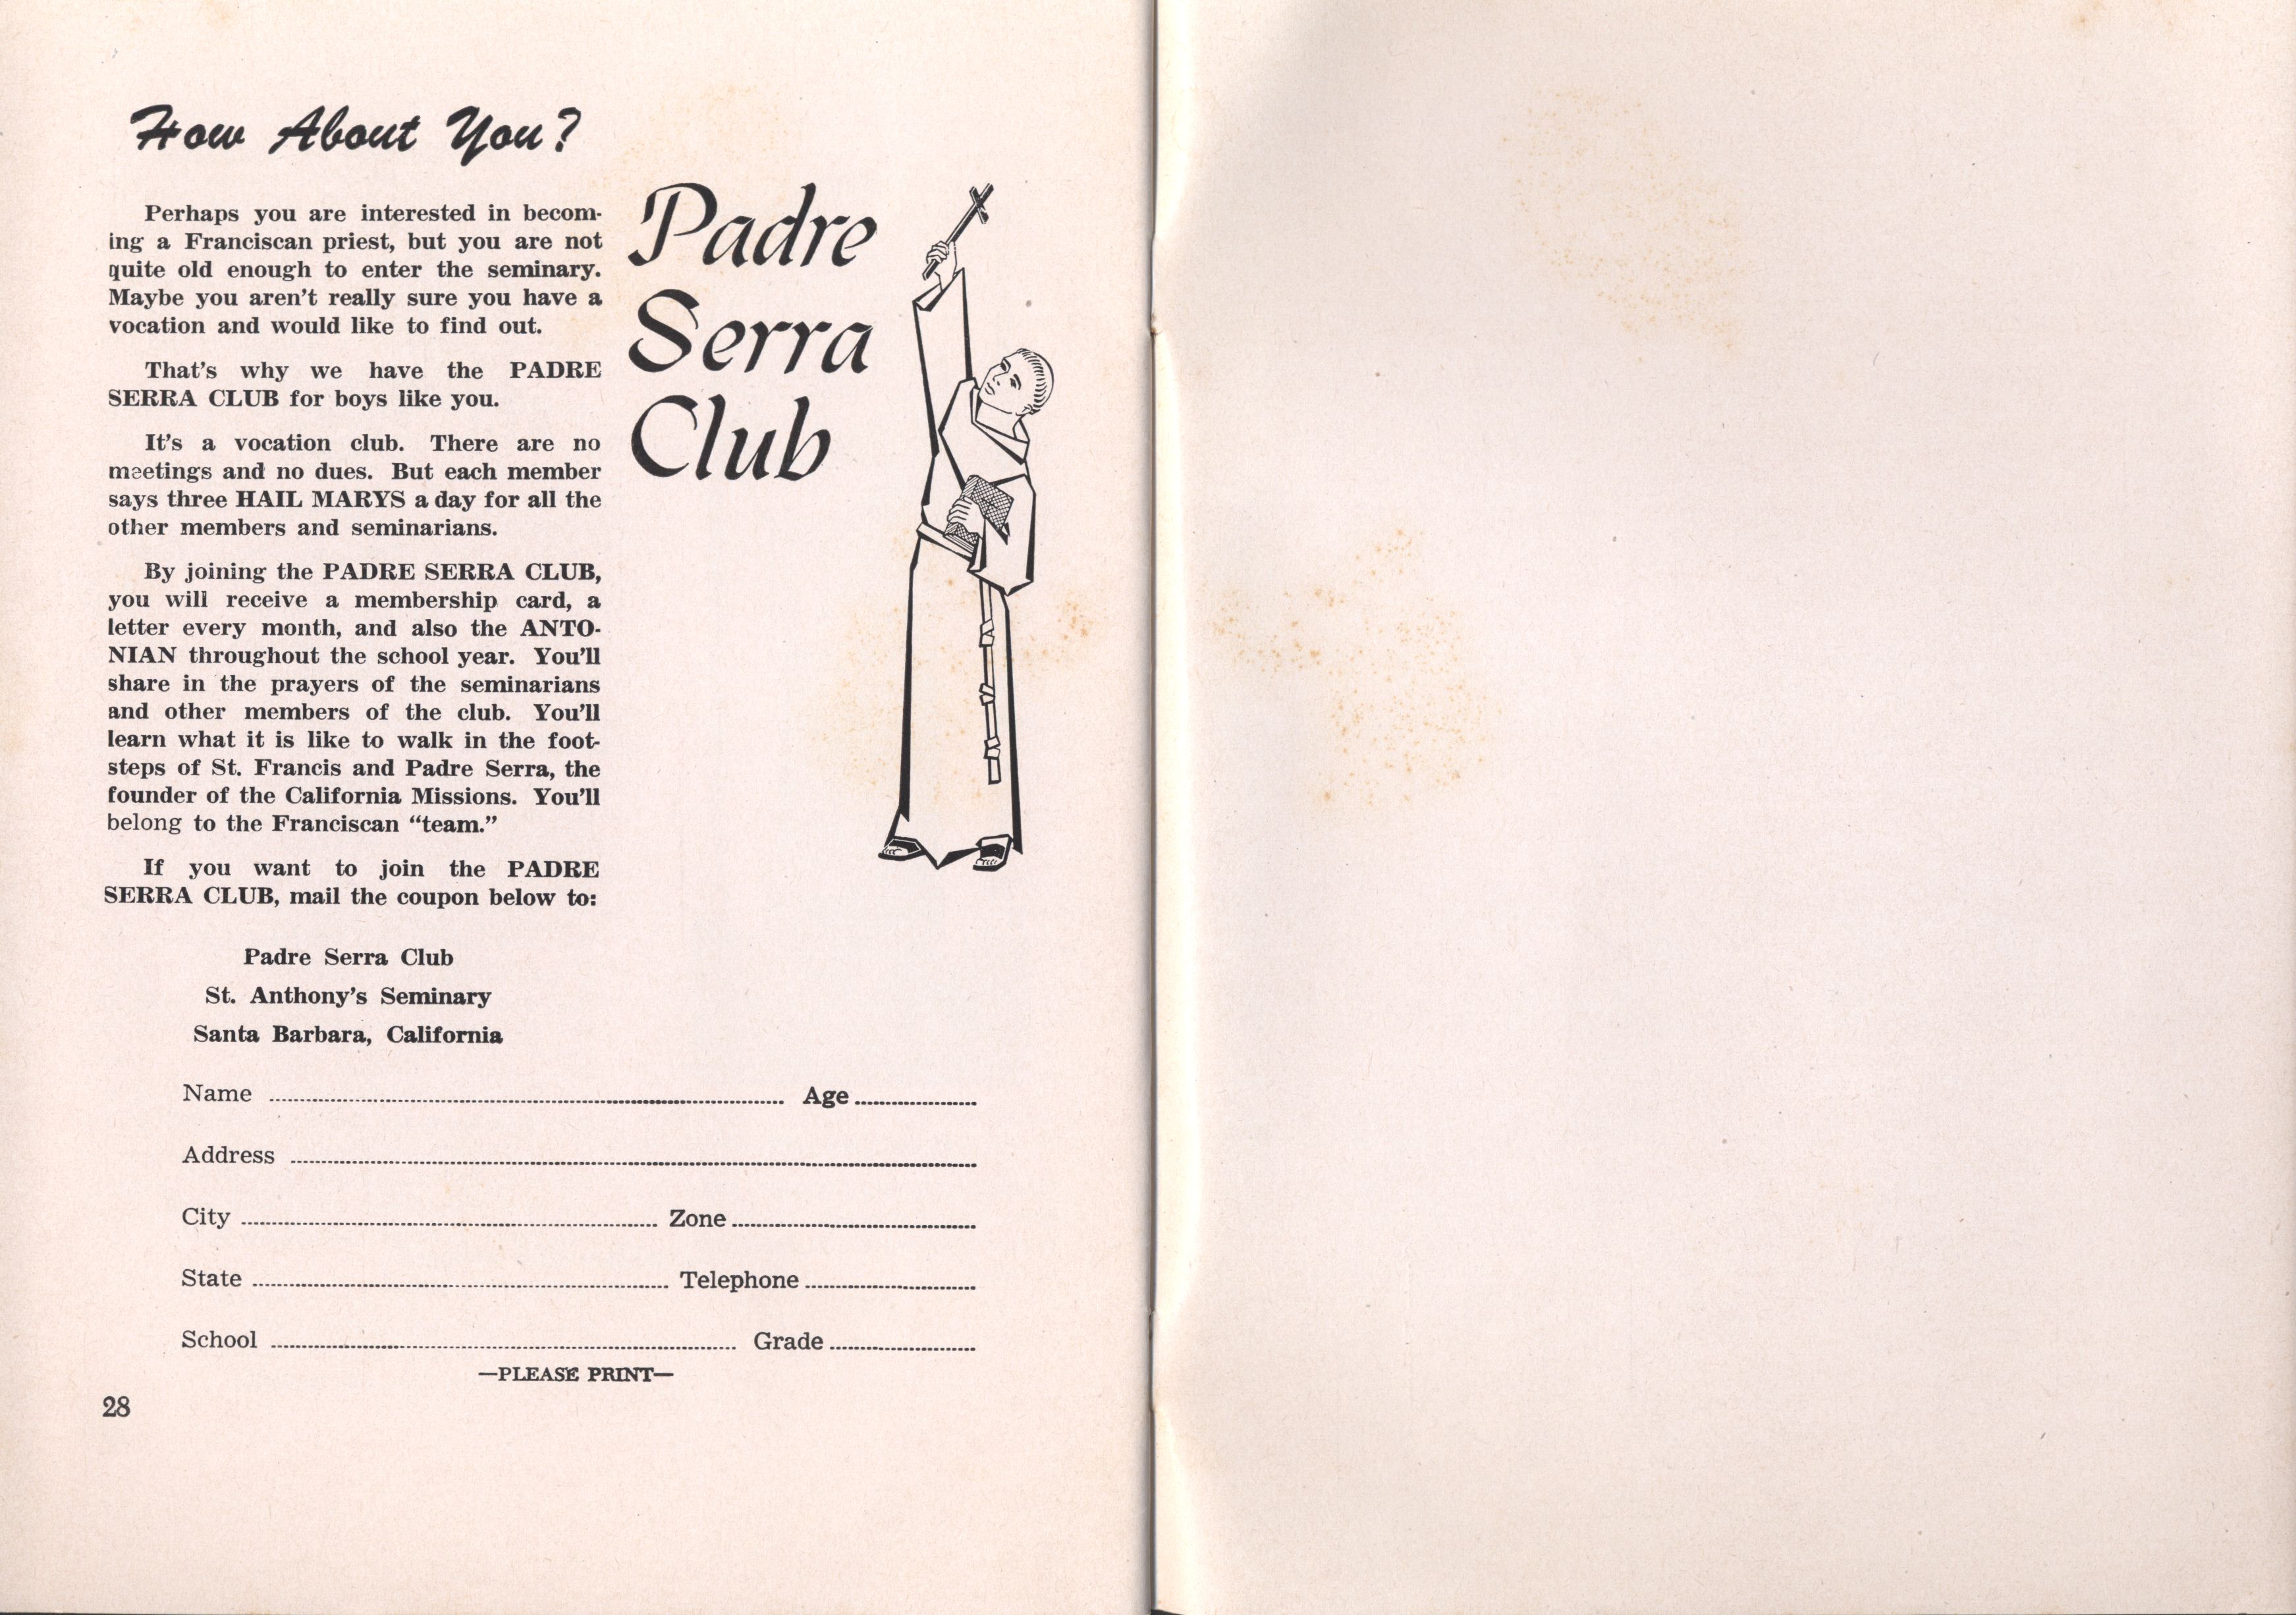 How About You?
Perhaps you are interested in becom-
ing a Franciscan priest, but you are not
quite old enough to enter the seminary.
Maybe you aren't really sure you have a
vocation and would like to find out.
That's why we have the PADRE
SERRA CLUB for boys like you.
It's a vocation club. There are no
meetings and no dues. But each member
says three HAIL MARYS a day for all the
other members and seminarians.
By joining the PADRE SERRA CLUB,
you will receive a membership card, a
letter every month, and also the ANTO-
NIAN throughout the school year. You'll
share in the prayers of the seminarians
and other members of the club. You'll
learn what it is like to walk in the foot-
steps of St. Francis and Padre Serra, the
founder of the California Missions. You'll
belong to the Franciscan “team.”
If you want to join the PADRE
SERRA CLUB, mail the coupon below to:
Padre Serra Club
St. Anthony's Seminary
Santa Barbara, California
Padre
Serra
Club
Name Age
Address
City Zone
State Telephone
School Grade
—PLEASE PRINT—
28